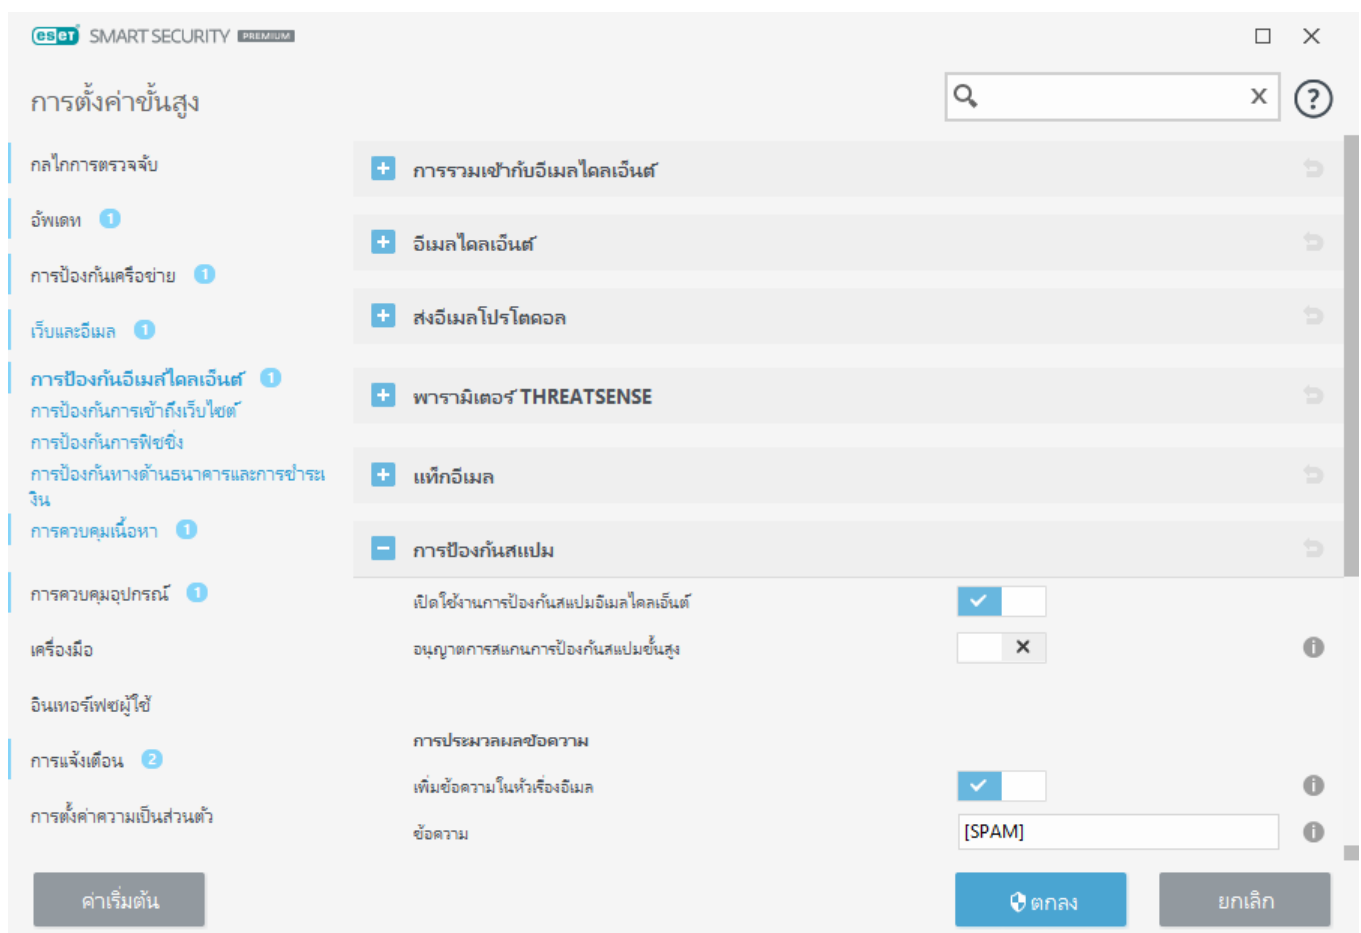 eset SMART SECURITY PREMIUM
การตั้งค่าขั้นสูง
กลไกการตรวจจับ
อัพเดท 1
การป้องกันเครือข่าย 1
เว็บและอีเมล 1
การป้องกันอีเมล์ไคลเอ็นต์ 1
การป้องกันการเข้าถึงเว็บไซต์
การป้องกันการฟิชชิ่ง
การป้องกันทางด้านธนาคารและการชำระเ
งิน
การควบคุมเนื้อหา 1
การควบคุมอุปกรณ์ 1
เครื่องมือ
อินเทอร์เฟซผู้ใช้
การแจ้งเตือน 2
การตั้งค่าความเป็นส่วนตัว
การรวมเข้ากับอีเมลไคลเอ็นต์
อีเมลไคลเอ็นต์
ส่งอีเมลโปรโตคอล
พารามิเตอร์ THREATSENSE
แท็กอีเมล
การป้องกันสแปม
เปิดใช้งานการป้องกันสแปมอีเมลไคลเอ็นต์
อนุญาตการสแกนการป้องกันสแปมขั้นสูง
การประมวลผลข้อความ
เพิ่มข้อความในหัวเรื่องอีเมล
ข้อความ [SPAM]
ค่าเริ่มต้น
ตกลง
ยกเลิก